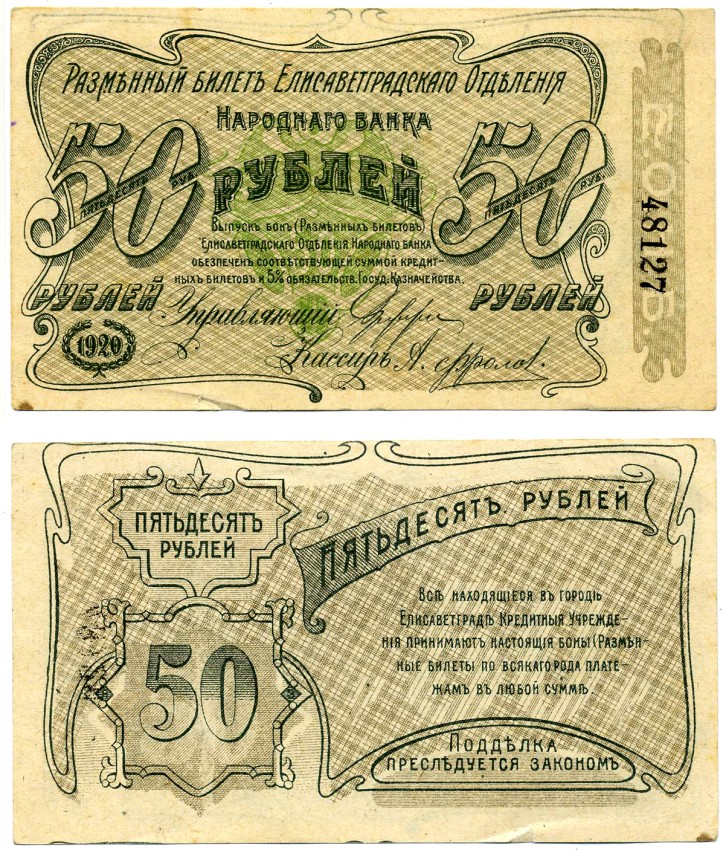 Размѣнный билетъ Елисаветградскаго Отдѣленія
Народнаго банка
50
ПЯТЬДЕСЯТЪ РУБ.
РУБЛЕЙ
РУБЛЕЙ
50
ПЯТЬДЕСЯТЪ РУБ.
РУБЛЕЙ
Выпускъ бонъ (Размѣнныхъ билетовъ)
Елисаветградскаго Отдѣленія Народнаго банка
обезпеченъ соотвѣтствующей суммой кредит-
ныхъ билетовъ и 5% обязательств. Госуд. Казначейства.
Управляющій
Кассиръ А. Фролов.
1920
Е О Н Б
48127
ПЯТЬДЕСЯТЪ
РУБЛЕЙ
50
ПЯТЬДЕСЯТЪ РУБЛЕЙ
Всѣ находящіеся въ городѣ
Елисаветградѣ Кредитныя Учрежде-
нія принимаютъ настоящія боны (Размѣн-
ные билеты по всякаго рода плате-
жамъ въ любой суммѣ.
Поддѣлка
преслѣдуется закономъ